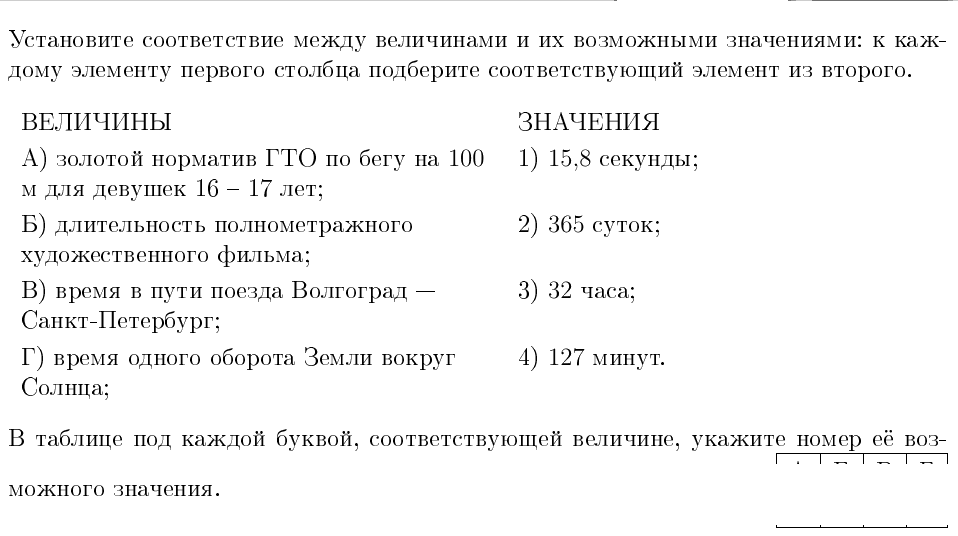 Установите соответствие между величинами и их возможными значениями: к каж-
дому элементу первого столбца подберите соответствующий элемент из второго.
ВЕЛИЧИНЫ
ЗНАЧЕНИЯ
А) золотой норматив ГТО по бегу на 100
м для девушек 16 – 17 лет;
1) 15,8 секунды;
Б) длительность полнометражного
художественного фильма;
2) 365 суток;
В) время в пути поезда Волгоград —
Санкт-Петербург;
3) 32 часа;
Г) время одного оборота Земли вокруг
Солнца;
4) 127 минут.
В таблице под каждой буквой, соответствующей величине, укажите номер её воз-
можного значения.